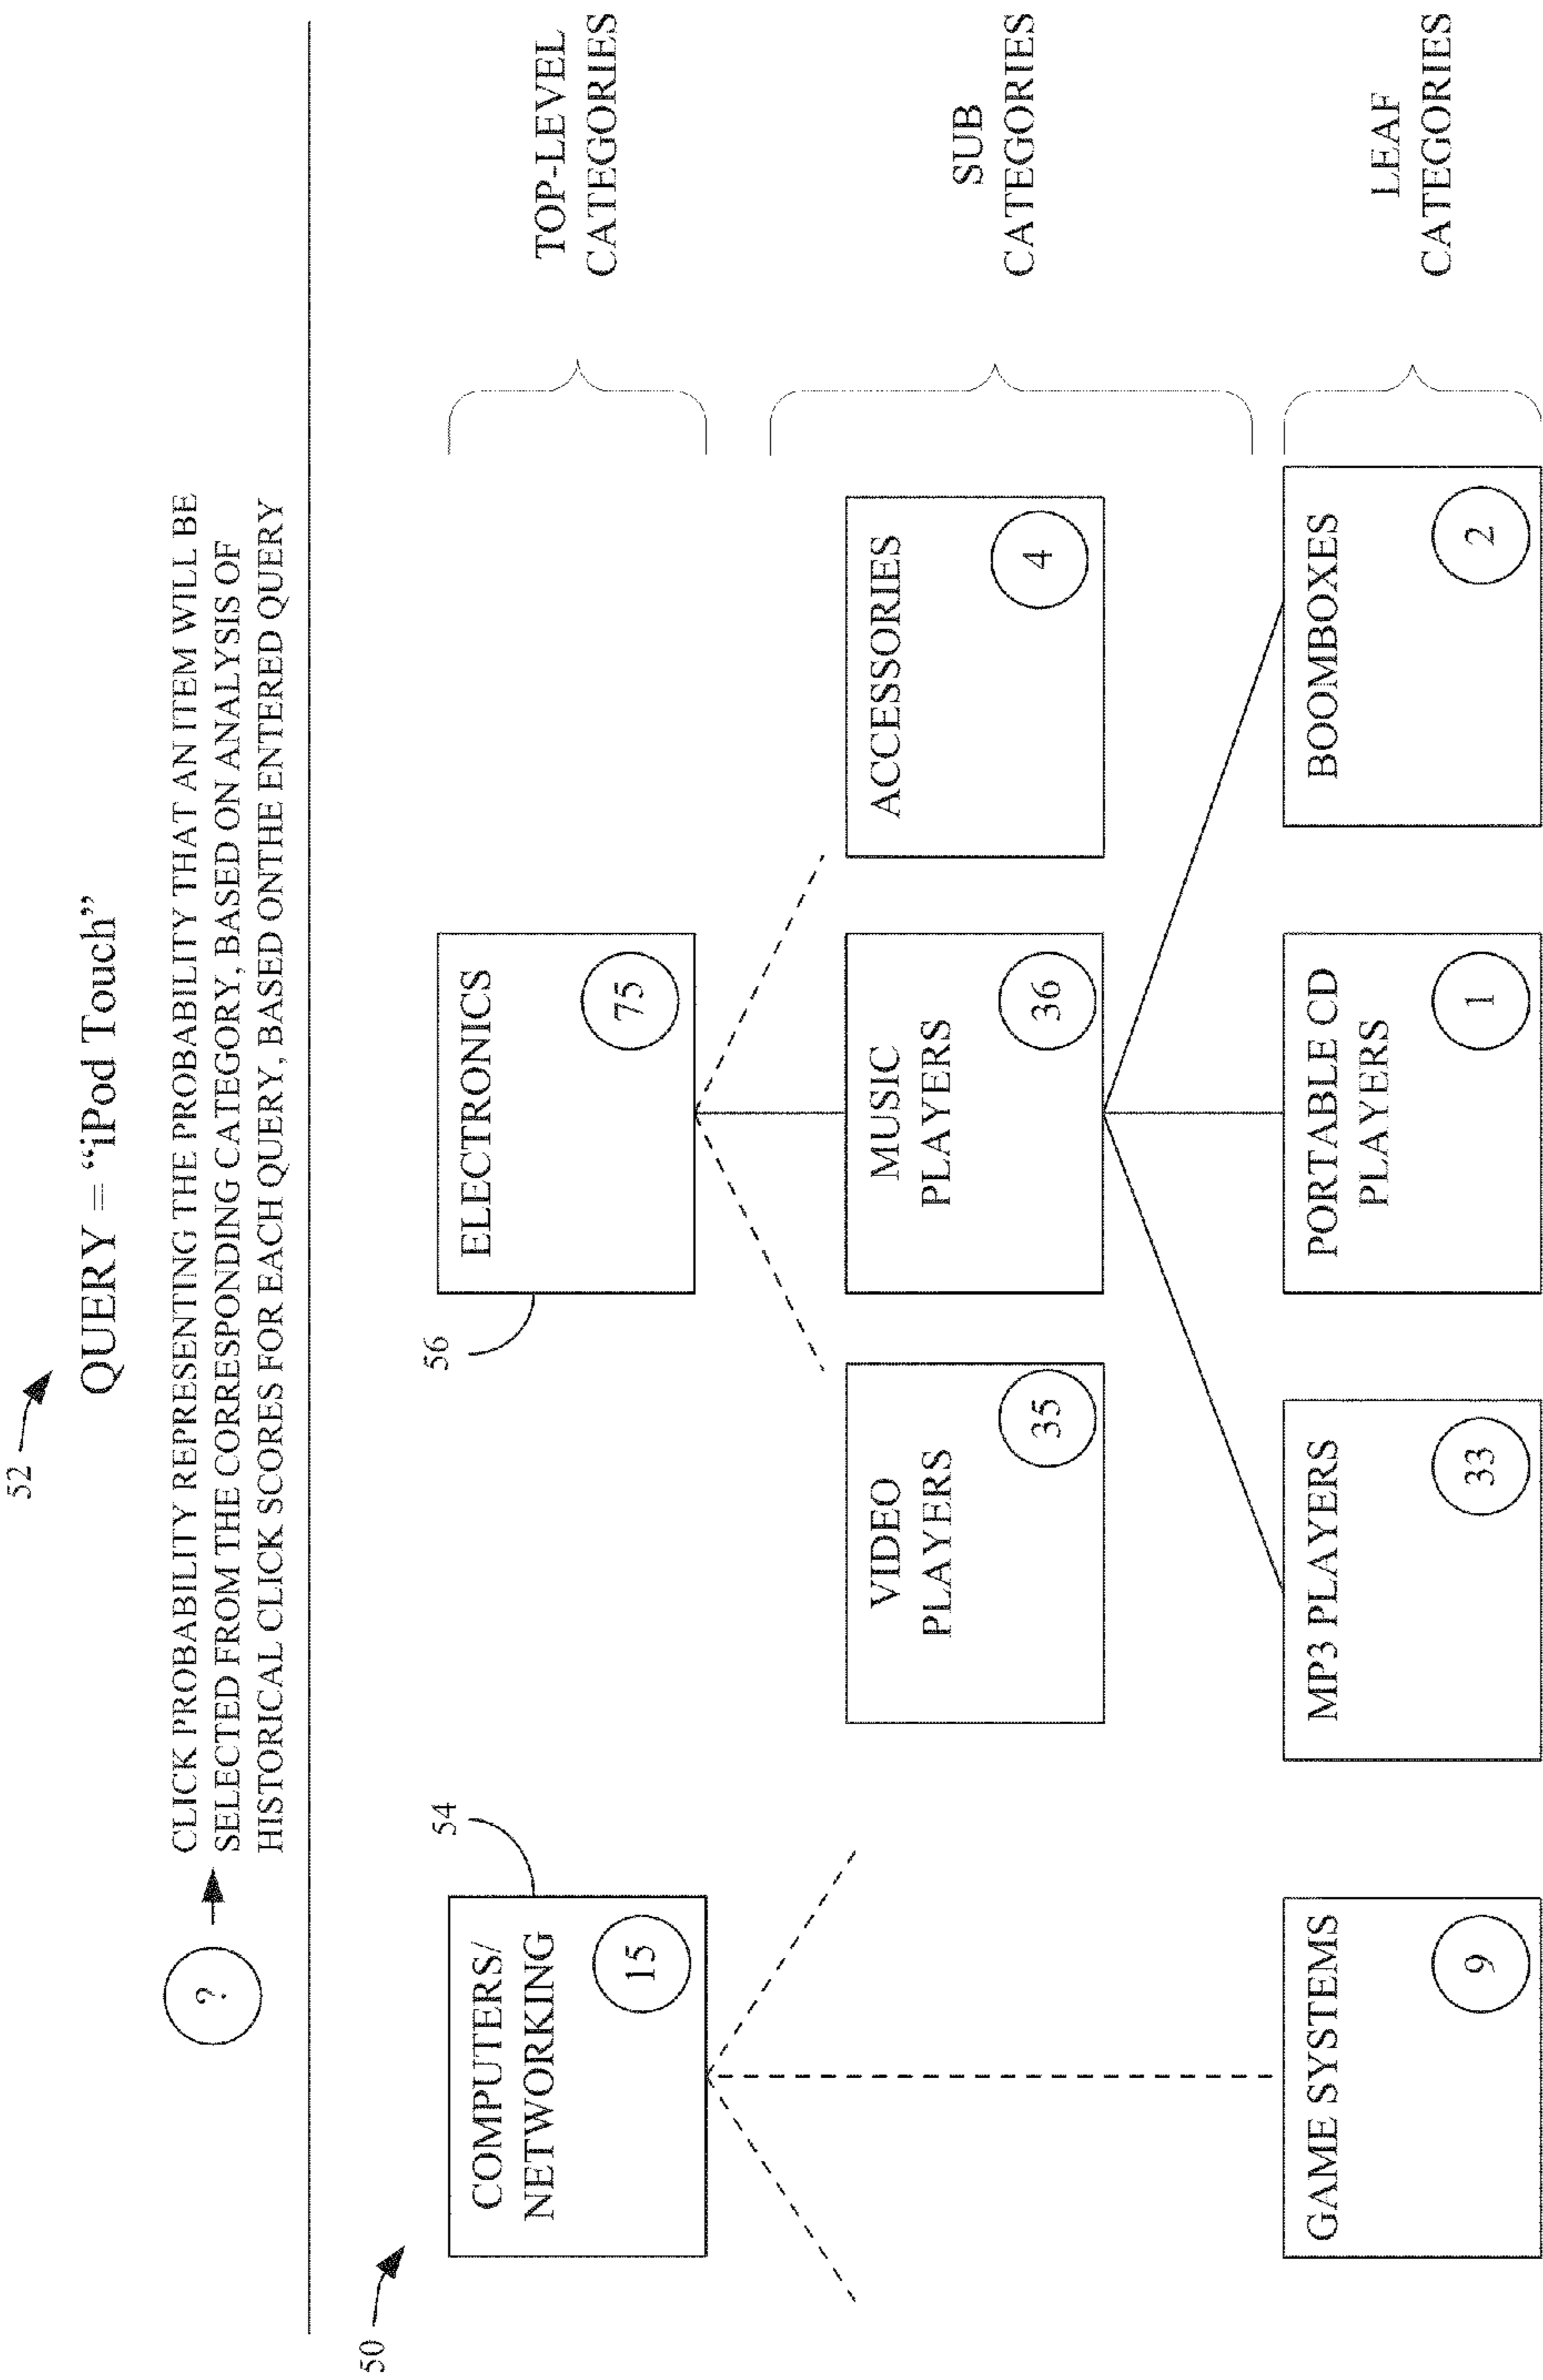 52
QUERY = “iPod Touch”
?
CLICK PROBABILITY REPRESENTING THE PROBABILITY THAT AN ITEM WILL BE
SELECTED FROM THE CORRESPONDING CATEGORY, BASED ON ANALYSIS OF
HISTORICAL CLICK SCORES FOR EACH QUERY, BASED ONTHE ENTERED QUERY
50
54
COMPUTERS/
NETWORKING
15
56
ELECTRONICS
75
TOP-LEVEL
CATEGORIES
VIDEO
PLAYERS
35
MUSIC
PLAYERS
36
ACCESSORIES
4
SUB
CATEGORIES
GAME SYSTEMS
9
MP3 PLAYERS
33
PORTABLE CD
PLAYERS
1
BOOMBOXES
2
LEAF
CATEGORIES